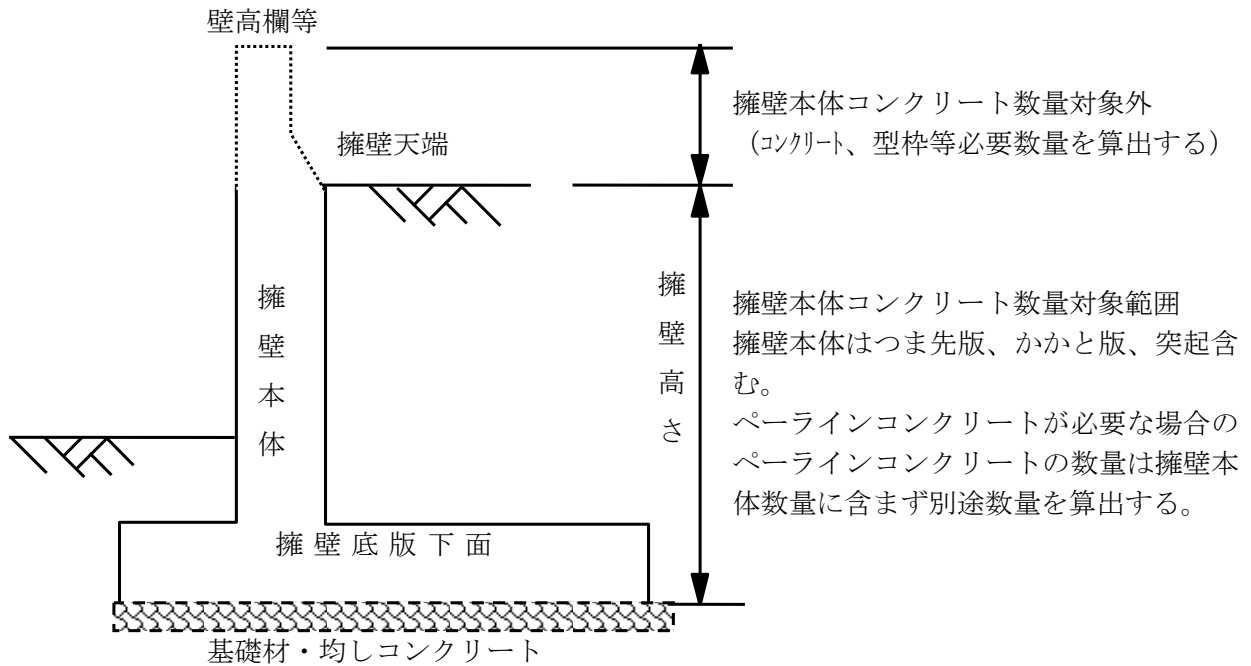 壁高欄等
擁壁本体コンクリート数量対象外
（ｺﾝｸﾘｰﾄ、型枠等必要数量を算出する）
擁壁天端
擁壁本体
擁壁高さ
擁壁本体コンクリート数量対象範囲
擁壁本体はつま先版、かかと版、突起含
む。
ペーラインコンクリートが必要な場合の
ペーラインコンクリートの数量は擁壁本
体数量に含まず別途数量を算出する。
擁壁底版下面
基礎材・均しコンクリート